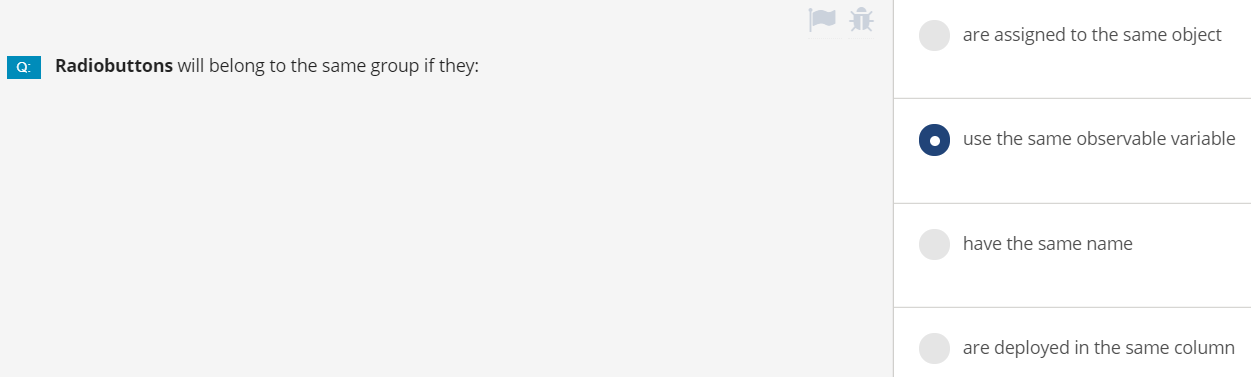 Q: Radiobuttons will belong to the same group if they:
are assigned to the same object
use the same observable variable
have the same name
are deployed in the same column